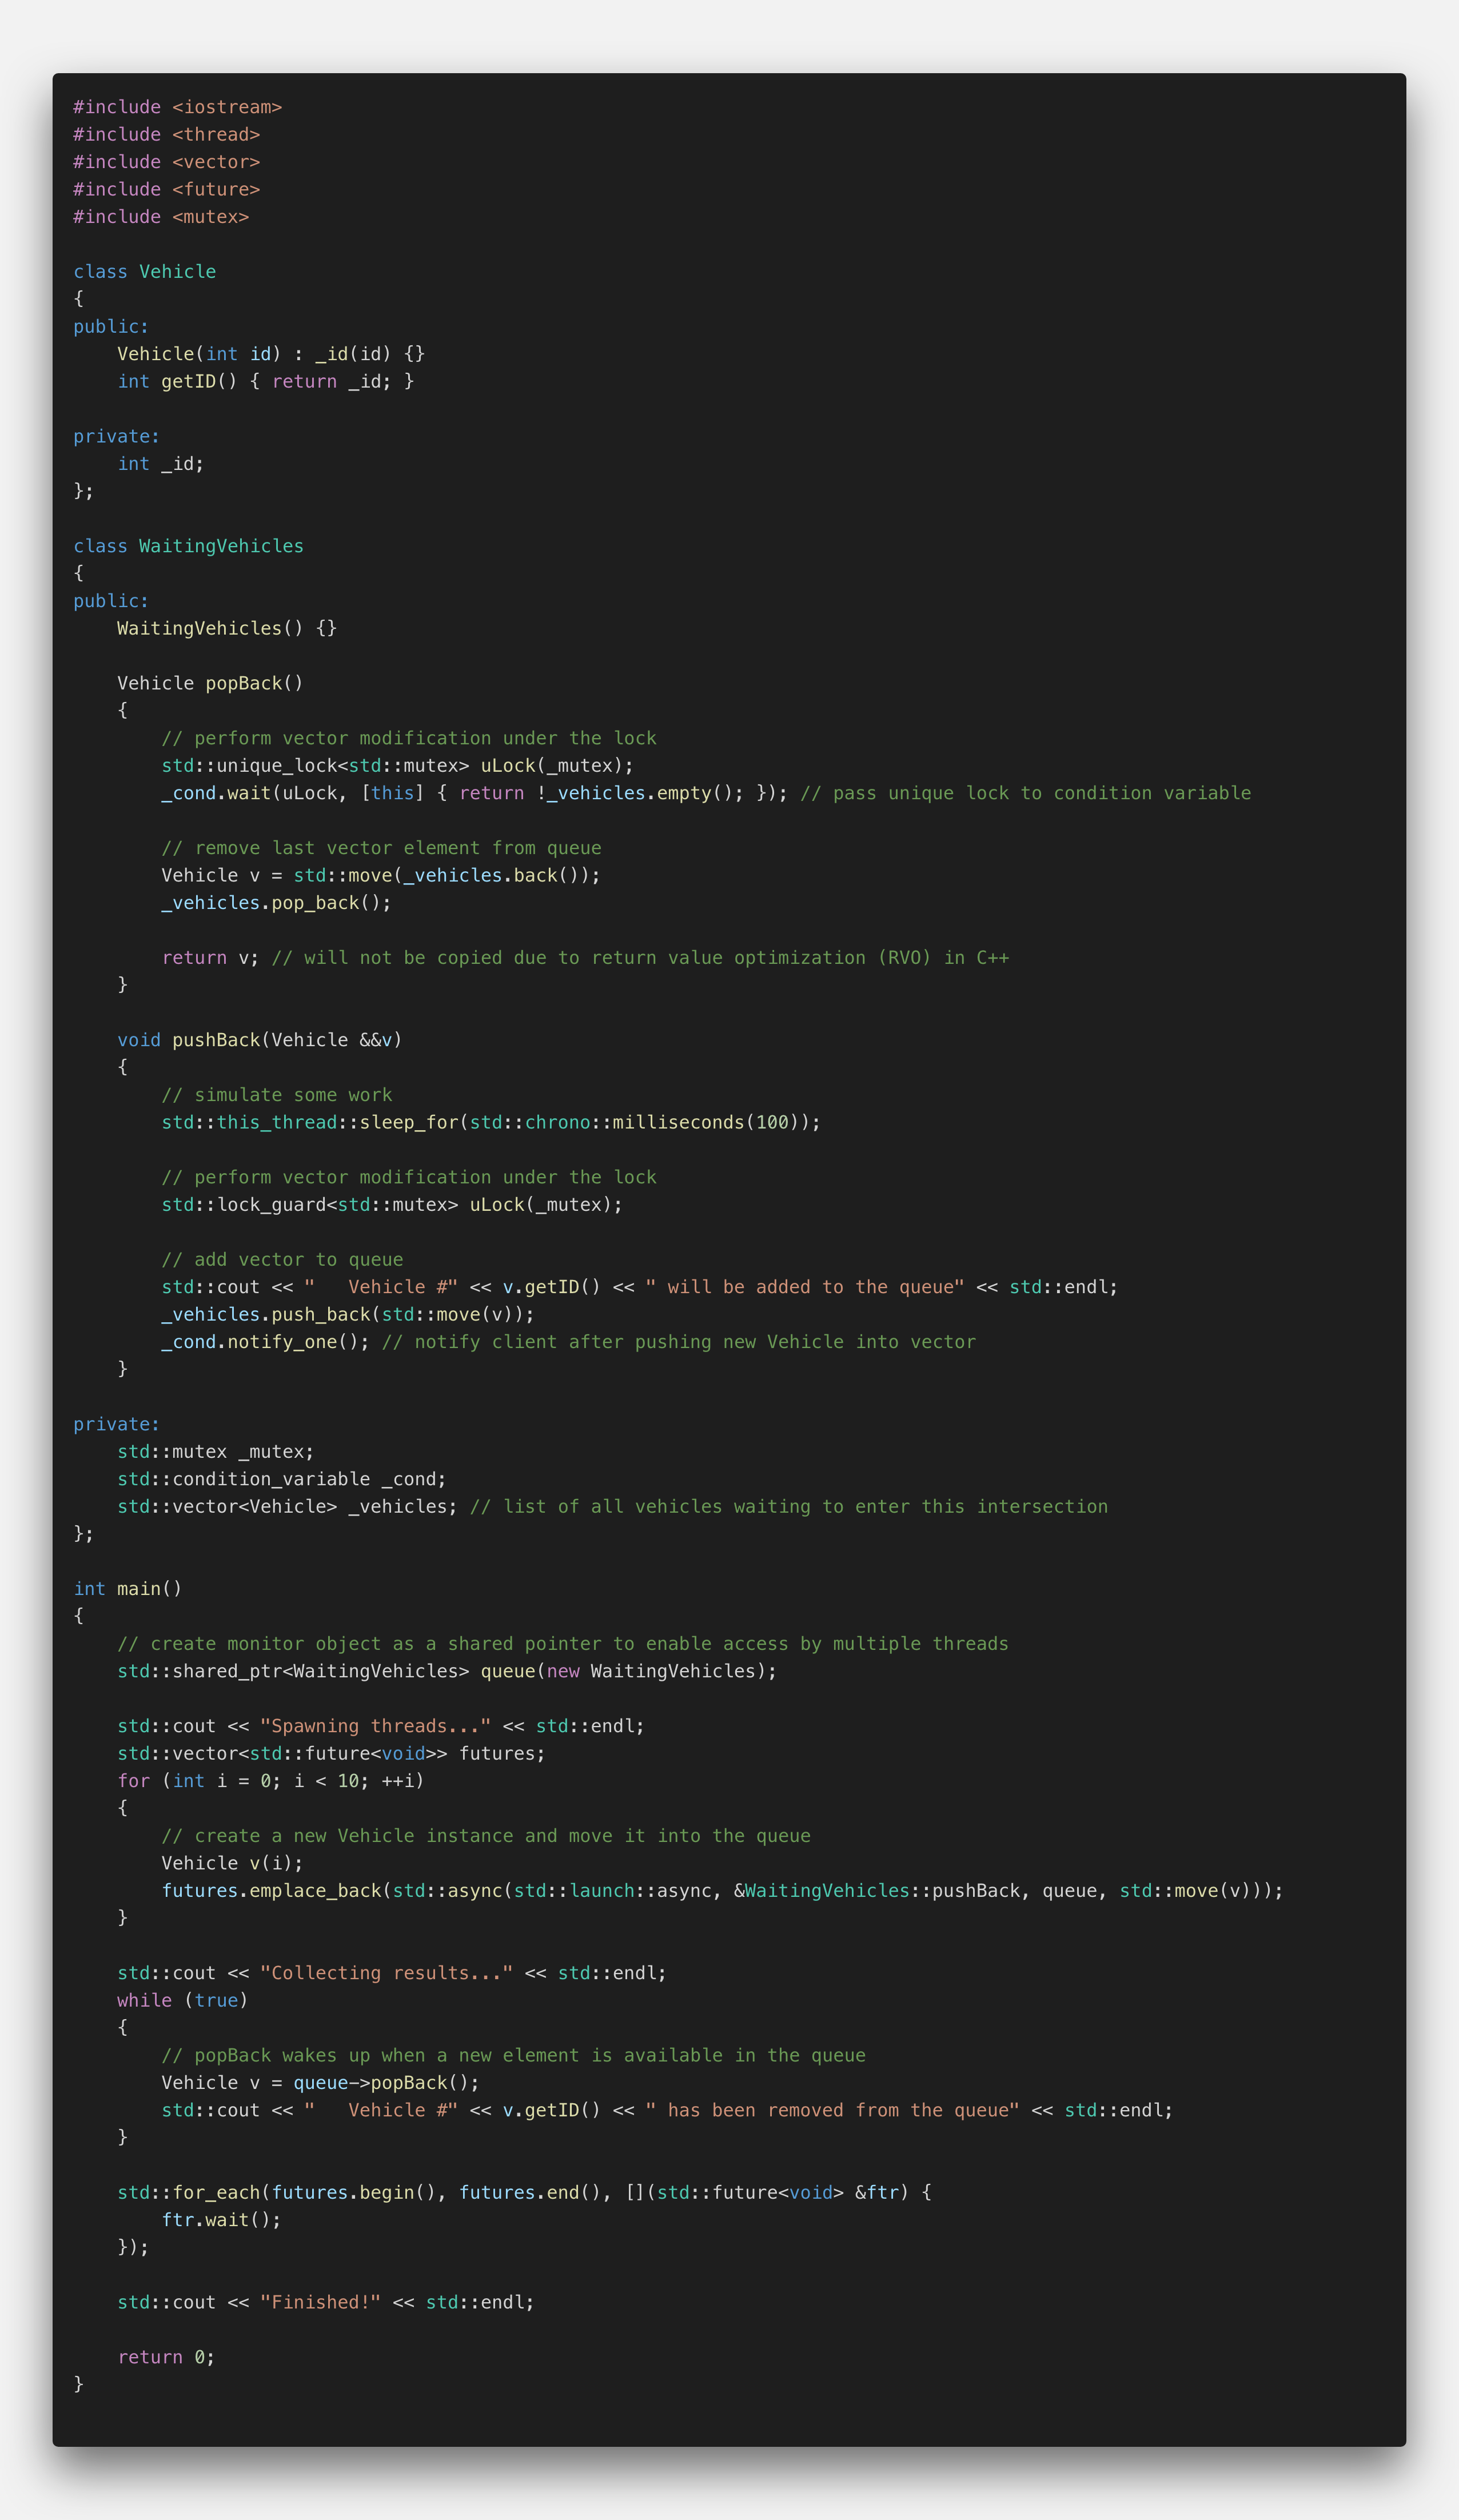 #include <iostream>
#include <thread>
#include <vector>
#include <future>
#include <mutex>

class Vehicle
{
public:
    Vehicle(int id) : _id(id) {}
    int getID() { return _id; }

private:
    int _id;
};

class WaitingVehicles
{
public:
    WaitingVehicles() {}

    Vehicle popBack()
    {
        // perform vector modification under the lock
        std::unique_lock<std::mutex> uLock(_mutex);
        _cond.wait(uLock, [this] { return !_vehicles.empty(); }); // pass unique lock to condition variable

        // remove last vector element from queue
        Vehicle v = std::move(_vehicles.back());
        _vehicles.pop_back();

        return v; // will not be copied due to return value optimization (RVO) in C++
    }

    void pushBack(Vehicle &&v)
    {
        // simulate some work
        std::this_thread::sleep_for(std::chrono::milliseconds(100));

        // perform vector modification under the lock
        std::lock_guard<std::mutex> uLock(_mutex);

        // add vector to queue
        std::cout << "   Vehicle #" << v.getID() << " will be added to the queue" << std::endl;
        _vehicles.push_back(std::move(v));
        _cond.notify_one(); // notify client after pushing new Vehicle into vector
    }

private:
    std::mutex _mutex;
    std::condition_variable _cond;
    std::vector<Vehicle> _vehicles; // list of all vehicles waiting to enter this intersection
};

int main()
{
    // create monitor object as a shared pointer to enable access by multiple threads
    std::shared_ptr<WaitingVehicles> queue(new WaitingVehicles);

    std::cout << "Spawning threads..." << std::endl;
    std::vector<std::future<void>> futures;
    for (int i = 0; i < 10; ++i)
    {
        // create a new Vehicle instance and move it into the queue
        Vehicle v(i);
        futures.emplace_back(std::async(std::launch::async, &WaitingVehicles::pushBack, queue, std::move(v)));
    }

    std::cout << "Collecting results..." << std::endl;
    while (true)
    {
        // popBack wakes up when a new element is available in the queue
        Vehicle v = queue->popBack();
        std::cout << "   Vehicle #" << v.getID() << " has been removed from the queue" << std::endl;
    }

    std::for_each(futures.begin(), futures.end(), [](std::future<void> &ftr) {
        ftr.wait();
    });

    std::cout << "Finished!" << std::endl;

    return 0;
}